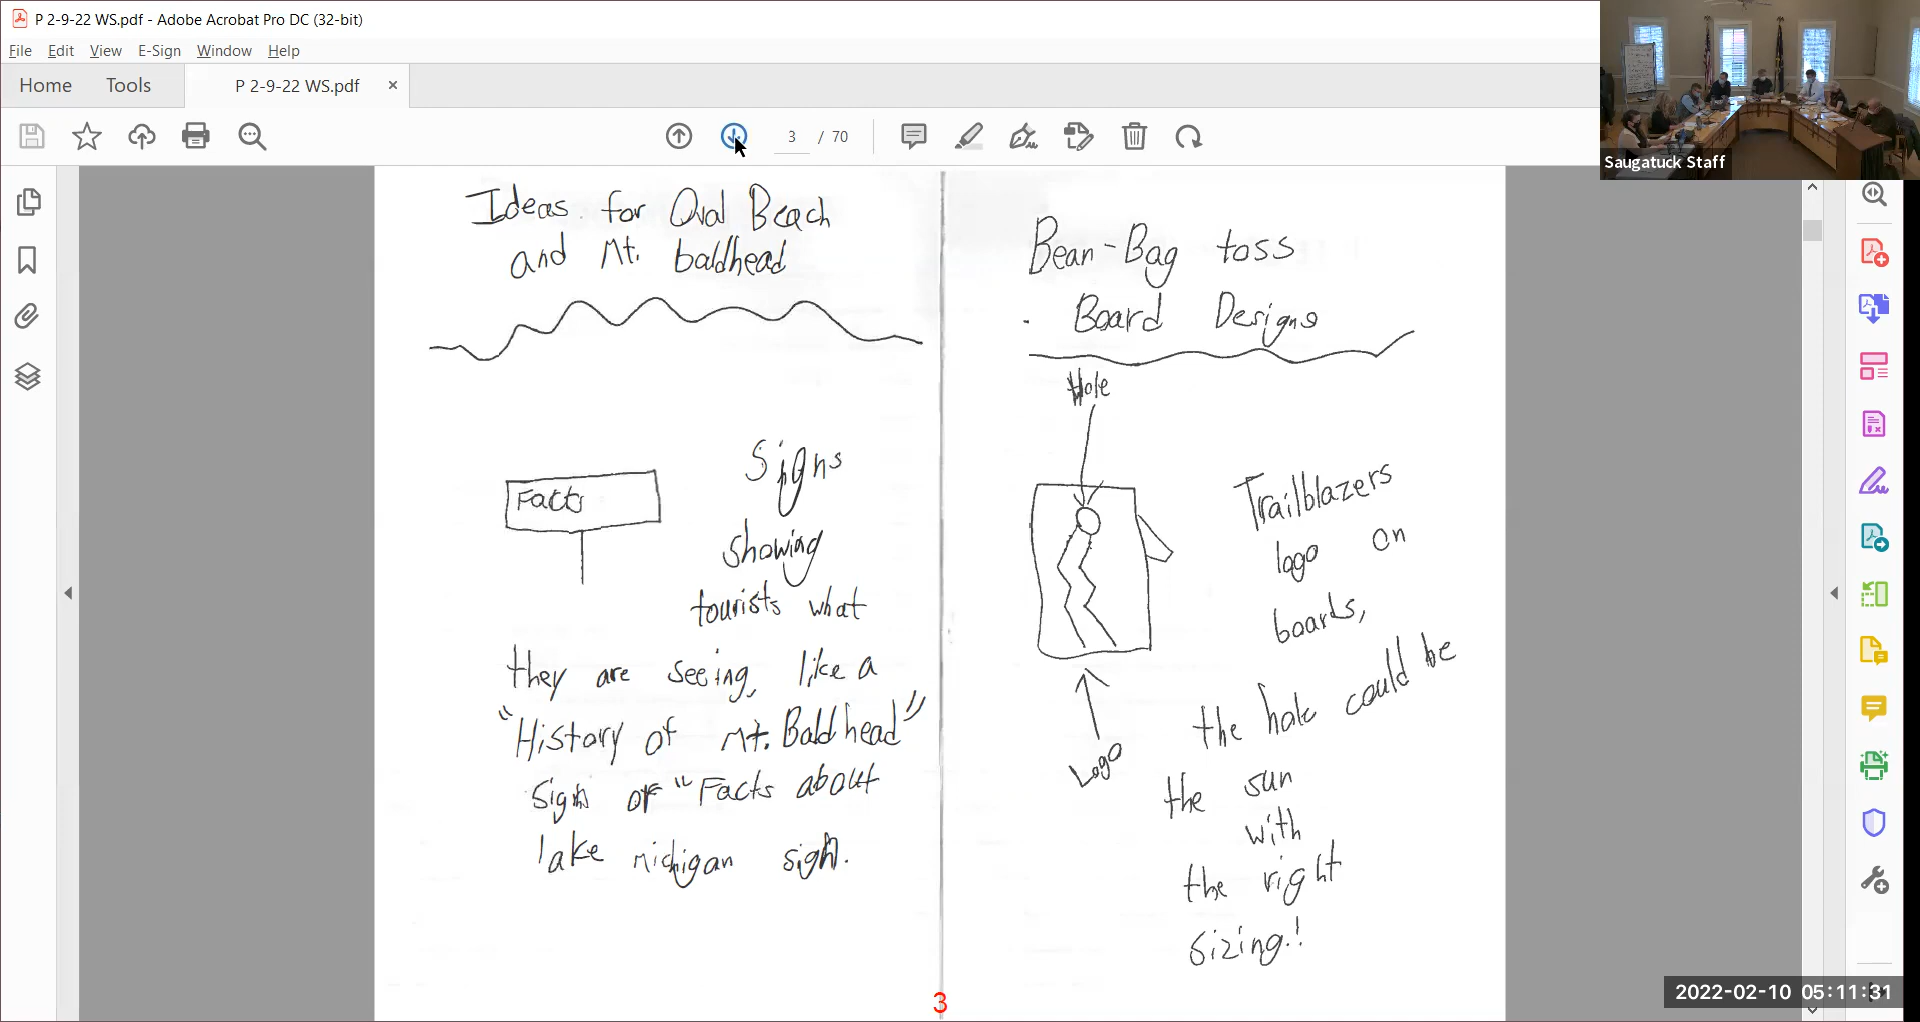 P 2-9-22 WS.pdf - Adobe Acrobat Pro DC (32-bit)
File Edit View E-Sign Window Help
Home Tools P 2-9-22 WS.pdf ×
3 / 70
Saugatuck Staff
Ideas for Oval Beach
and Mt. baldhead
Facts
Signs
showing
tourists what
they are seeing, like a
"History of Mt. Baldhead"
sign or "Facts about
lake michigan sign.
Bean-Bag toss
Board Designs
Hole
Logo
Trailblazers
logo on
boards,
the hole could be
the sun
with
the right
sizing!
3
2022-02-10 05:11:31